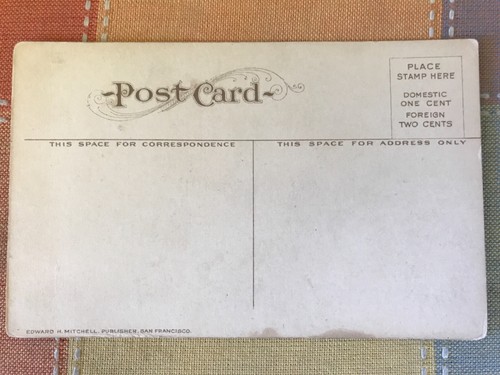 Post Card
PLACE
STAMP HERE
DOMESTIC
ONE CENT
FOREIGN
TWO CENTS
THIS SPACE FOR CORRESPONDENCE
THIS SPACE FOR ADDRESS ONLY
EDWARD H. MITCHELL, PUBLISHER, SAN FRANCISCO.